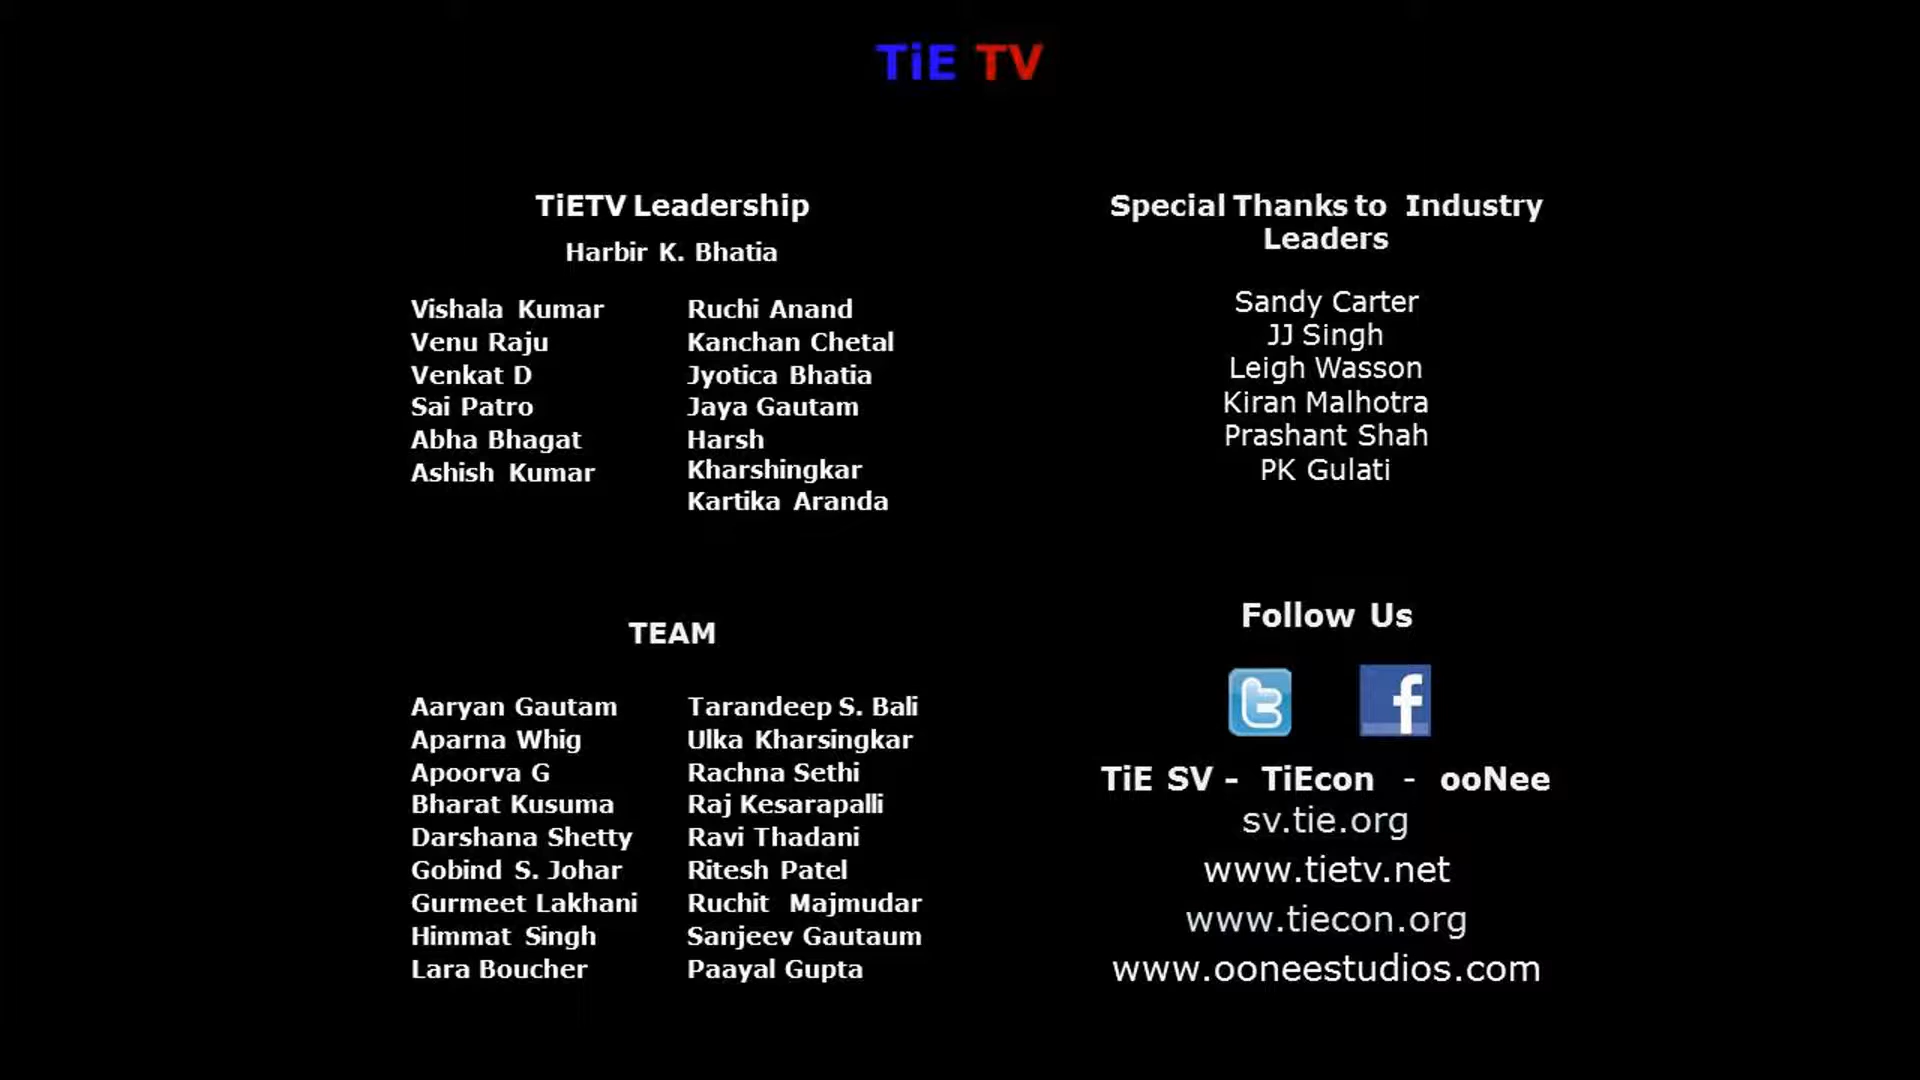 TiE TV
TiETV Leadership
Harbir K. Bhatia
Vishala Kumar
Venu Raju
Venkat D
Sai Patro
Abha Bhagat
Ashish Kumar
Ruchi Anand
Kanchan Chetal
Jyotica Bhatia
Jaya Gautam
Harsh
Kharshingkar
Kartika Aranda
TEAM
Aaryan Gautam
Aparna Whig
Apoorva G
Bharat Kusuma
Darshana Shetty
Gobind S. Johar
Gurmeet Lakhani
Himmat Singh
Lara Boucher
Tarandeep S. Bali
Ulka Kharsingkar
Rachna Sethi
Raj Kesarapalli
Ravi Thadani
Ritesh Patel
Ruchit Majmudar
Sanjeev Gautaum
Paayal Gupta
Special Thanks to Industry
Leaders
Sandy Carter
JJ Singh
Leigh Wasson
Kiran Malhotra
Prashant Shah
PK Gulati
Follow Us
TiE SV - TiEcon - ooNee
sv.tie.org
www.tietv.net
www.tiecon.org
www.ooneestudios.com